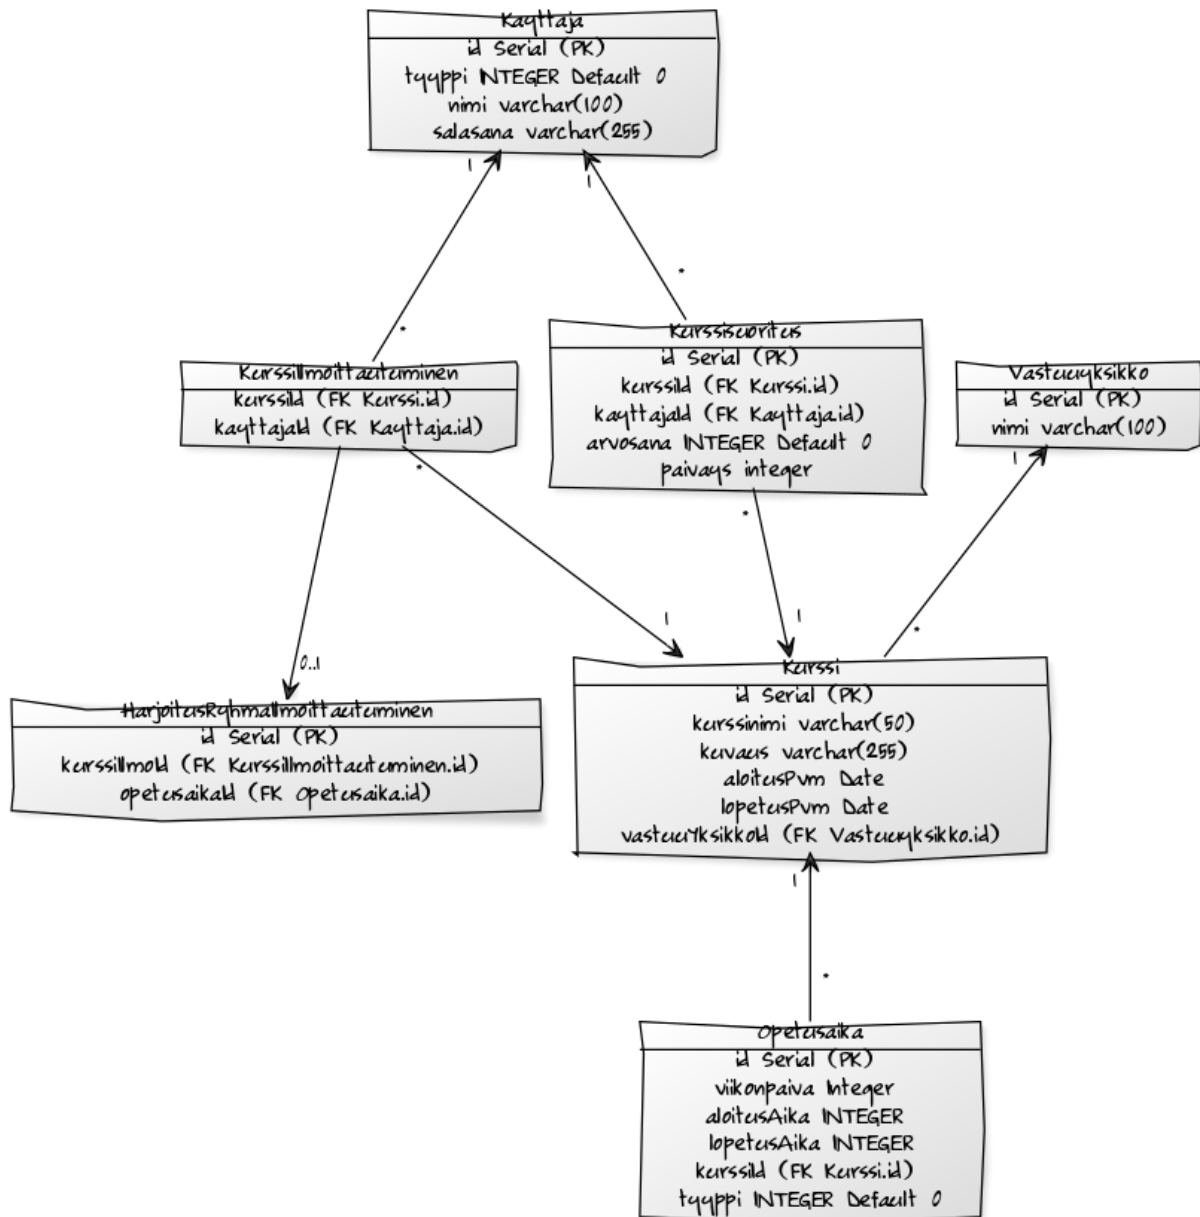 Kayttaja
id Serial (PK)
tyyppi INTEGER Default 0
nimi varchar(100)
salasana varchar(255)
1
1
*
*
KurssiIlmoittautuminen
kurssiId (FK Kurssi.id)
kayttajaId (FK Kayttaja.id)
Kurssisuoritus
id Serial (PK)
kurssiId (FK Kurssi.id)
kayttajaId (FK Kayttaja.id)
arvosana INTEGER Default 0
paivays integer
Vastuuyksikko
id Serial (PK)
nimi varchar(100)
*
*
1
0..1
1
1
*
HarjoitusRyhmaIlmoittautuminen
id Serial (PK)
kurssiIlmoId (FK KurssiIlmoittautuminen.id)
opetusaikaId (FK Opetusaika.id)
Kurssi
id Serial (PK)
kurssinimi varchar(50)
kuvaus varchar(255)
aloitusPvm Date
lopetusPvm Date
vastuuYksikkoId (FK Vastuuyksikko.id)
1
*
Opetusaika
id Serial (PK)
viikonpaiva Integer
aloitusAika INTEGER
lopetusAika INTEGER
kurssiId (FK Kurssi.id)
tyyppi INTEGER Default 0